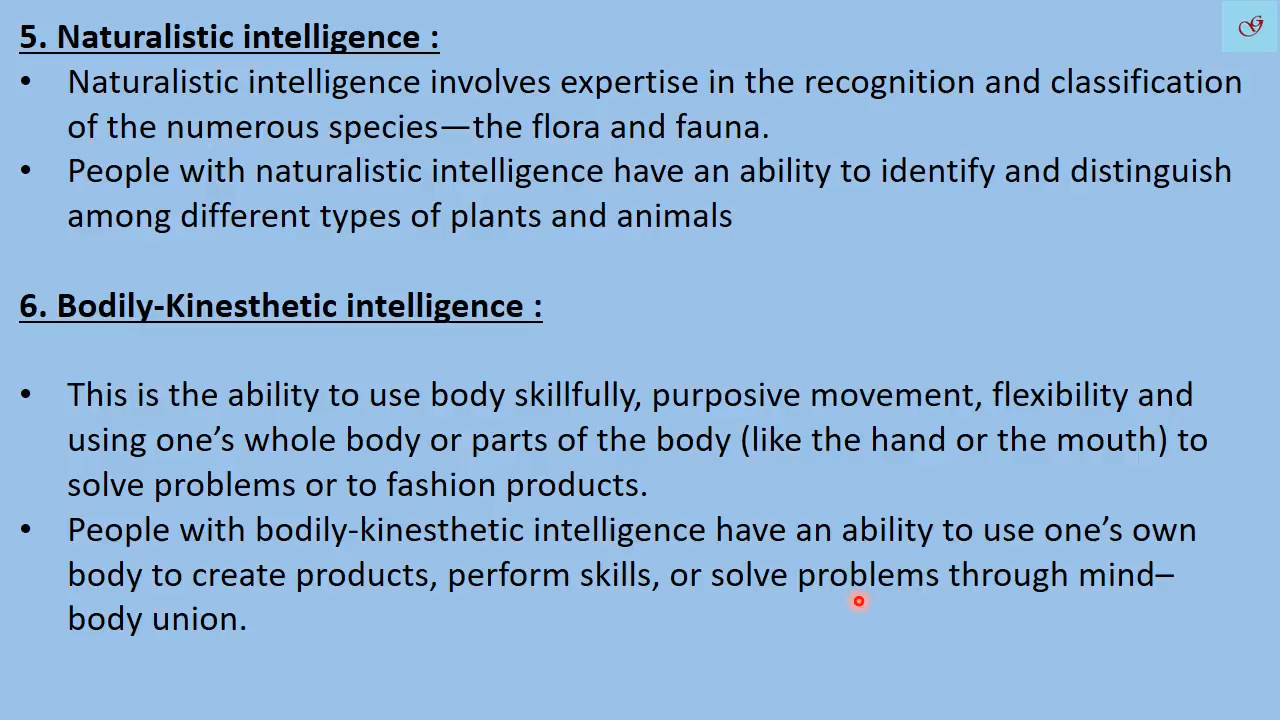 5. Naturalistic intelligence :
• Naturalistic intelligence involves expertise in the recognition and classification
of the numerous species—the flora and fauna.
• People with naturalistic intelligence have an ability to identify and distinguish
among different types of plants and animals
6. Bodily-Kinesthetic intelligence :
• This is the ability to use body skillfully, purposive movement, flexibility and
using one’s whole body or parts of the body (like the hand or the mouth) to
solve problems or to fashion products.
• People with bodily-kinesthetic intelligence have an ability to use one’s own
body to create products, perform skills, or solve problems through mind–
body union.